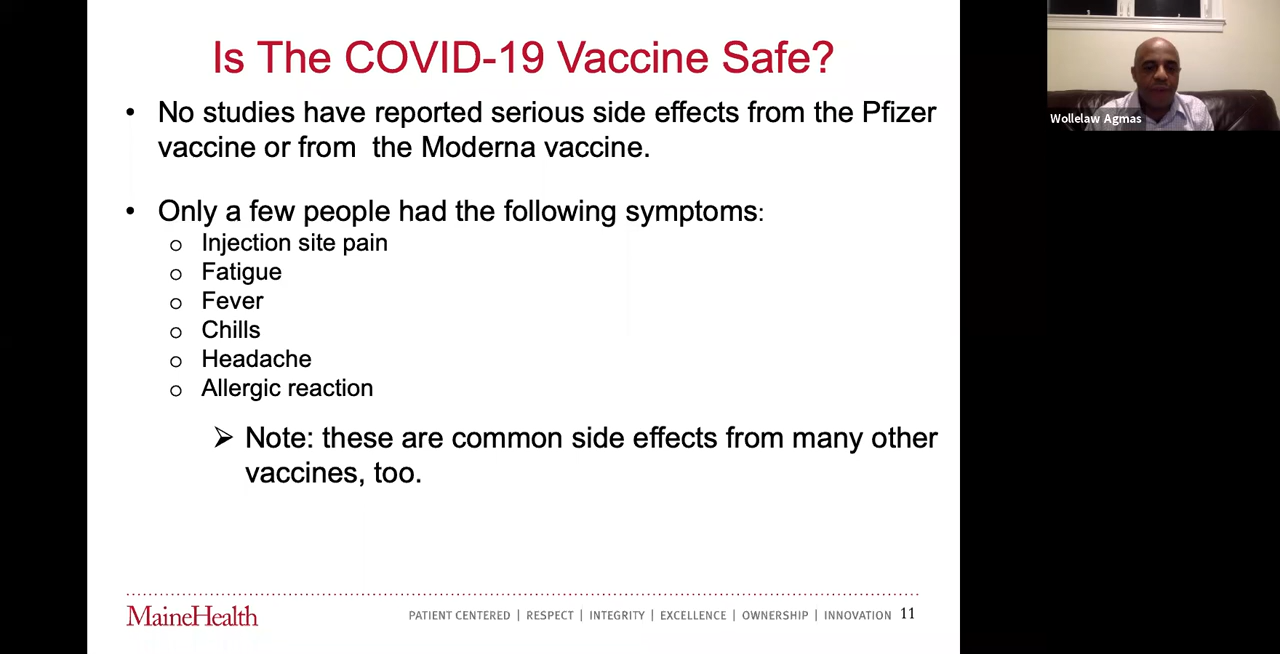 Is The COVID-19 Vaccine Safe?
• No studies have reported serious side effects from the Pfizer
vaccine or from the Moderna vaccine.
• Only a few people had the following symptoms:
o Injection site pain
o Fatigue
o Fever
o Chills
o Headache
o Allergic reaction
➢ Note: these are common side effects from many other
vaccines, too.
MaineHealth
PATIENT CENTERED | RESPECT | INTEGRITY | EXCELLENCE | OWNERSHIP | INNOVATION 11
Wollelaw Agmas